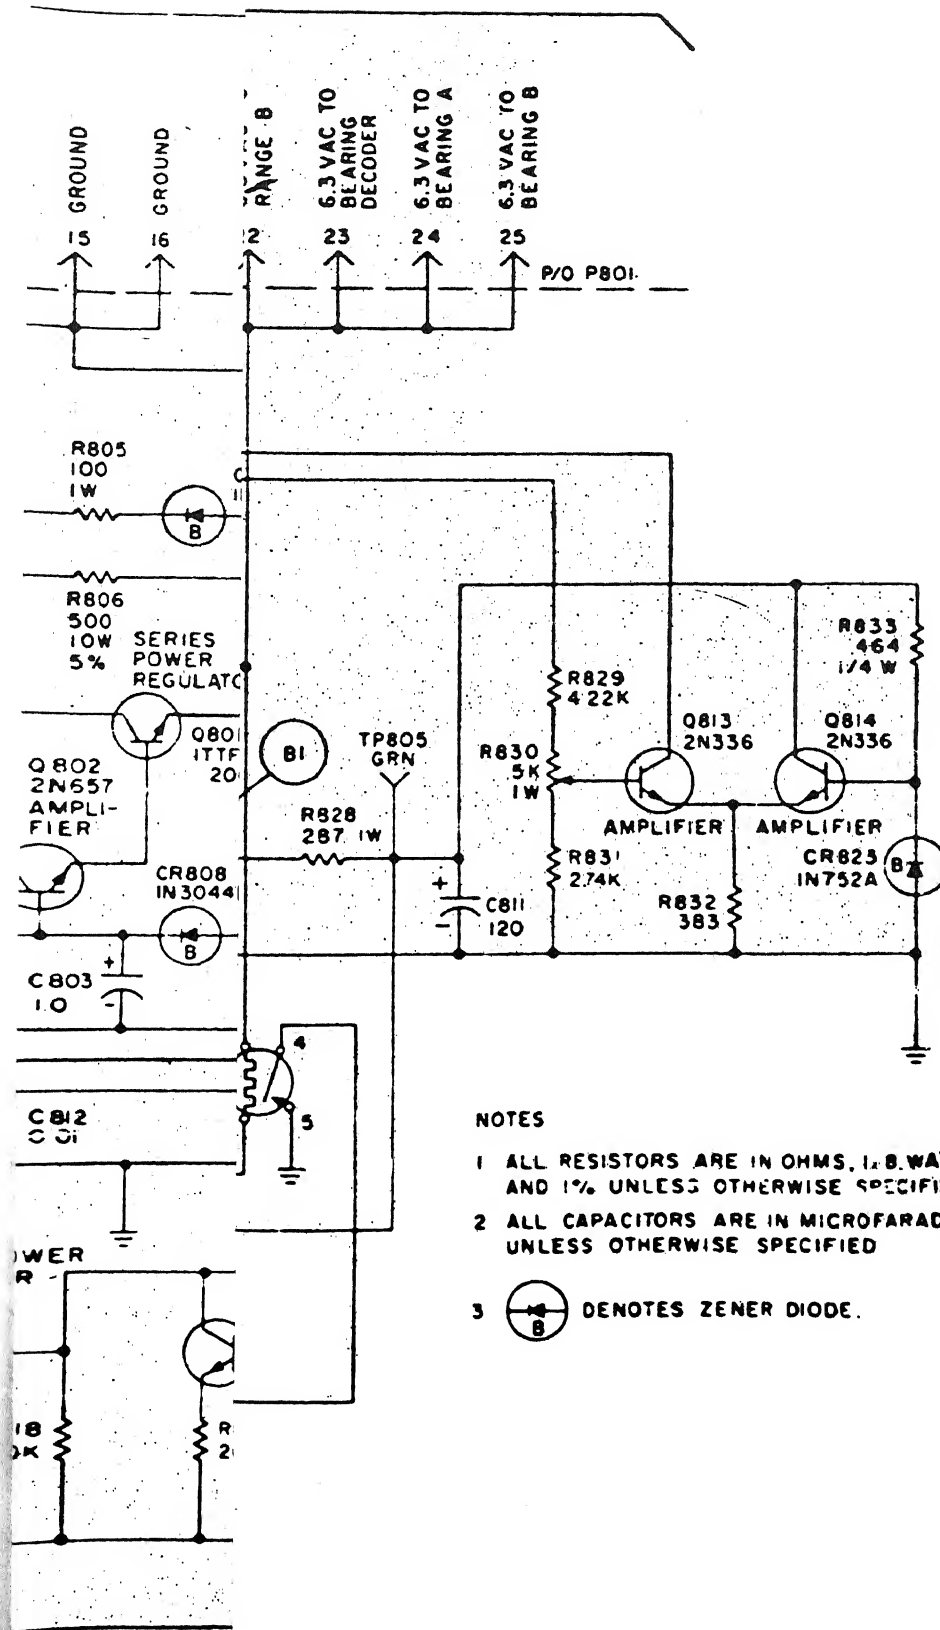 GROUND
GROUND
RANGE B
6.3 VAC TO
BEARING
DECODER
6.3 VAC TO
BEARING A
6.3 VAC TO
BEARING B
15
16
23
24
25
P/O P801
R805
100
1W
B
R806
500
10W
5%
SERIES
POWER
Q802
2N657
AMPLI-
FIER
B1
TP805
GRN
R828
287 1W
CR808
B
C803
1.0
+
-
+
-
C811
120
R829
4.22K
R830
5K
1W
R831
2.74K
Q813
2N336
AMPLIFIER
Q814
2N336
AMPLIFIER
R832
383
R833
464
1/4 W
CR825
1N752A
B
4
5
C812
NOTES
1 ALL RESISTORS ARE IN OHMS,
AND 1% UNLESS OTHERWISE
2 ALL CAPACITORS ARE IN
UNLESS OTHERWISE SPECIFIED
3 B DENOTES ZENER DIODE.